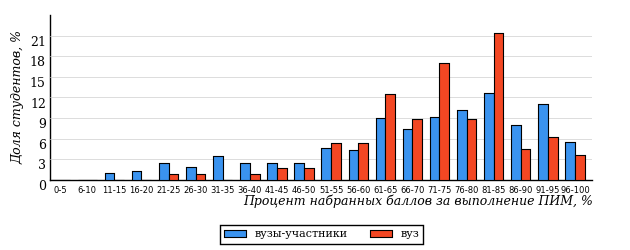 Доля студентов, %
21
18
15
12
9
6
3
0
0-5 6-10 11-15 16-20 21-25 26-30 31-35 36-40 41-45 46-50 51-55 56-60 61-65 66-70 71-75 76-80 81-85 86-90 91-95 96-100
Процент набранных баллов за выполнение ПИМ, %
вузы-участники вуз